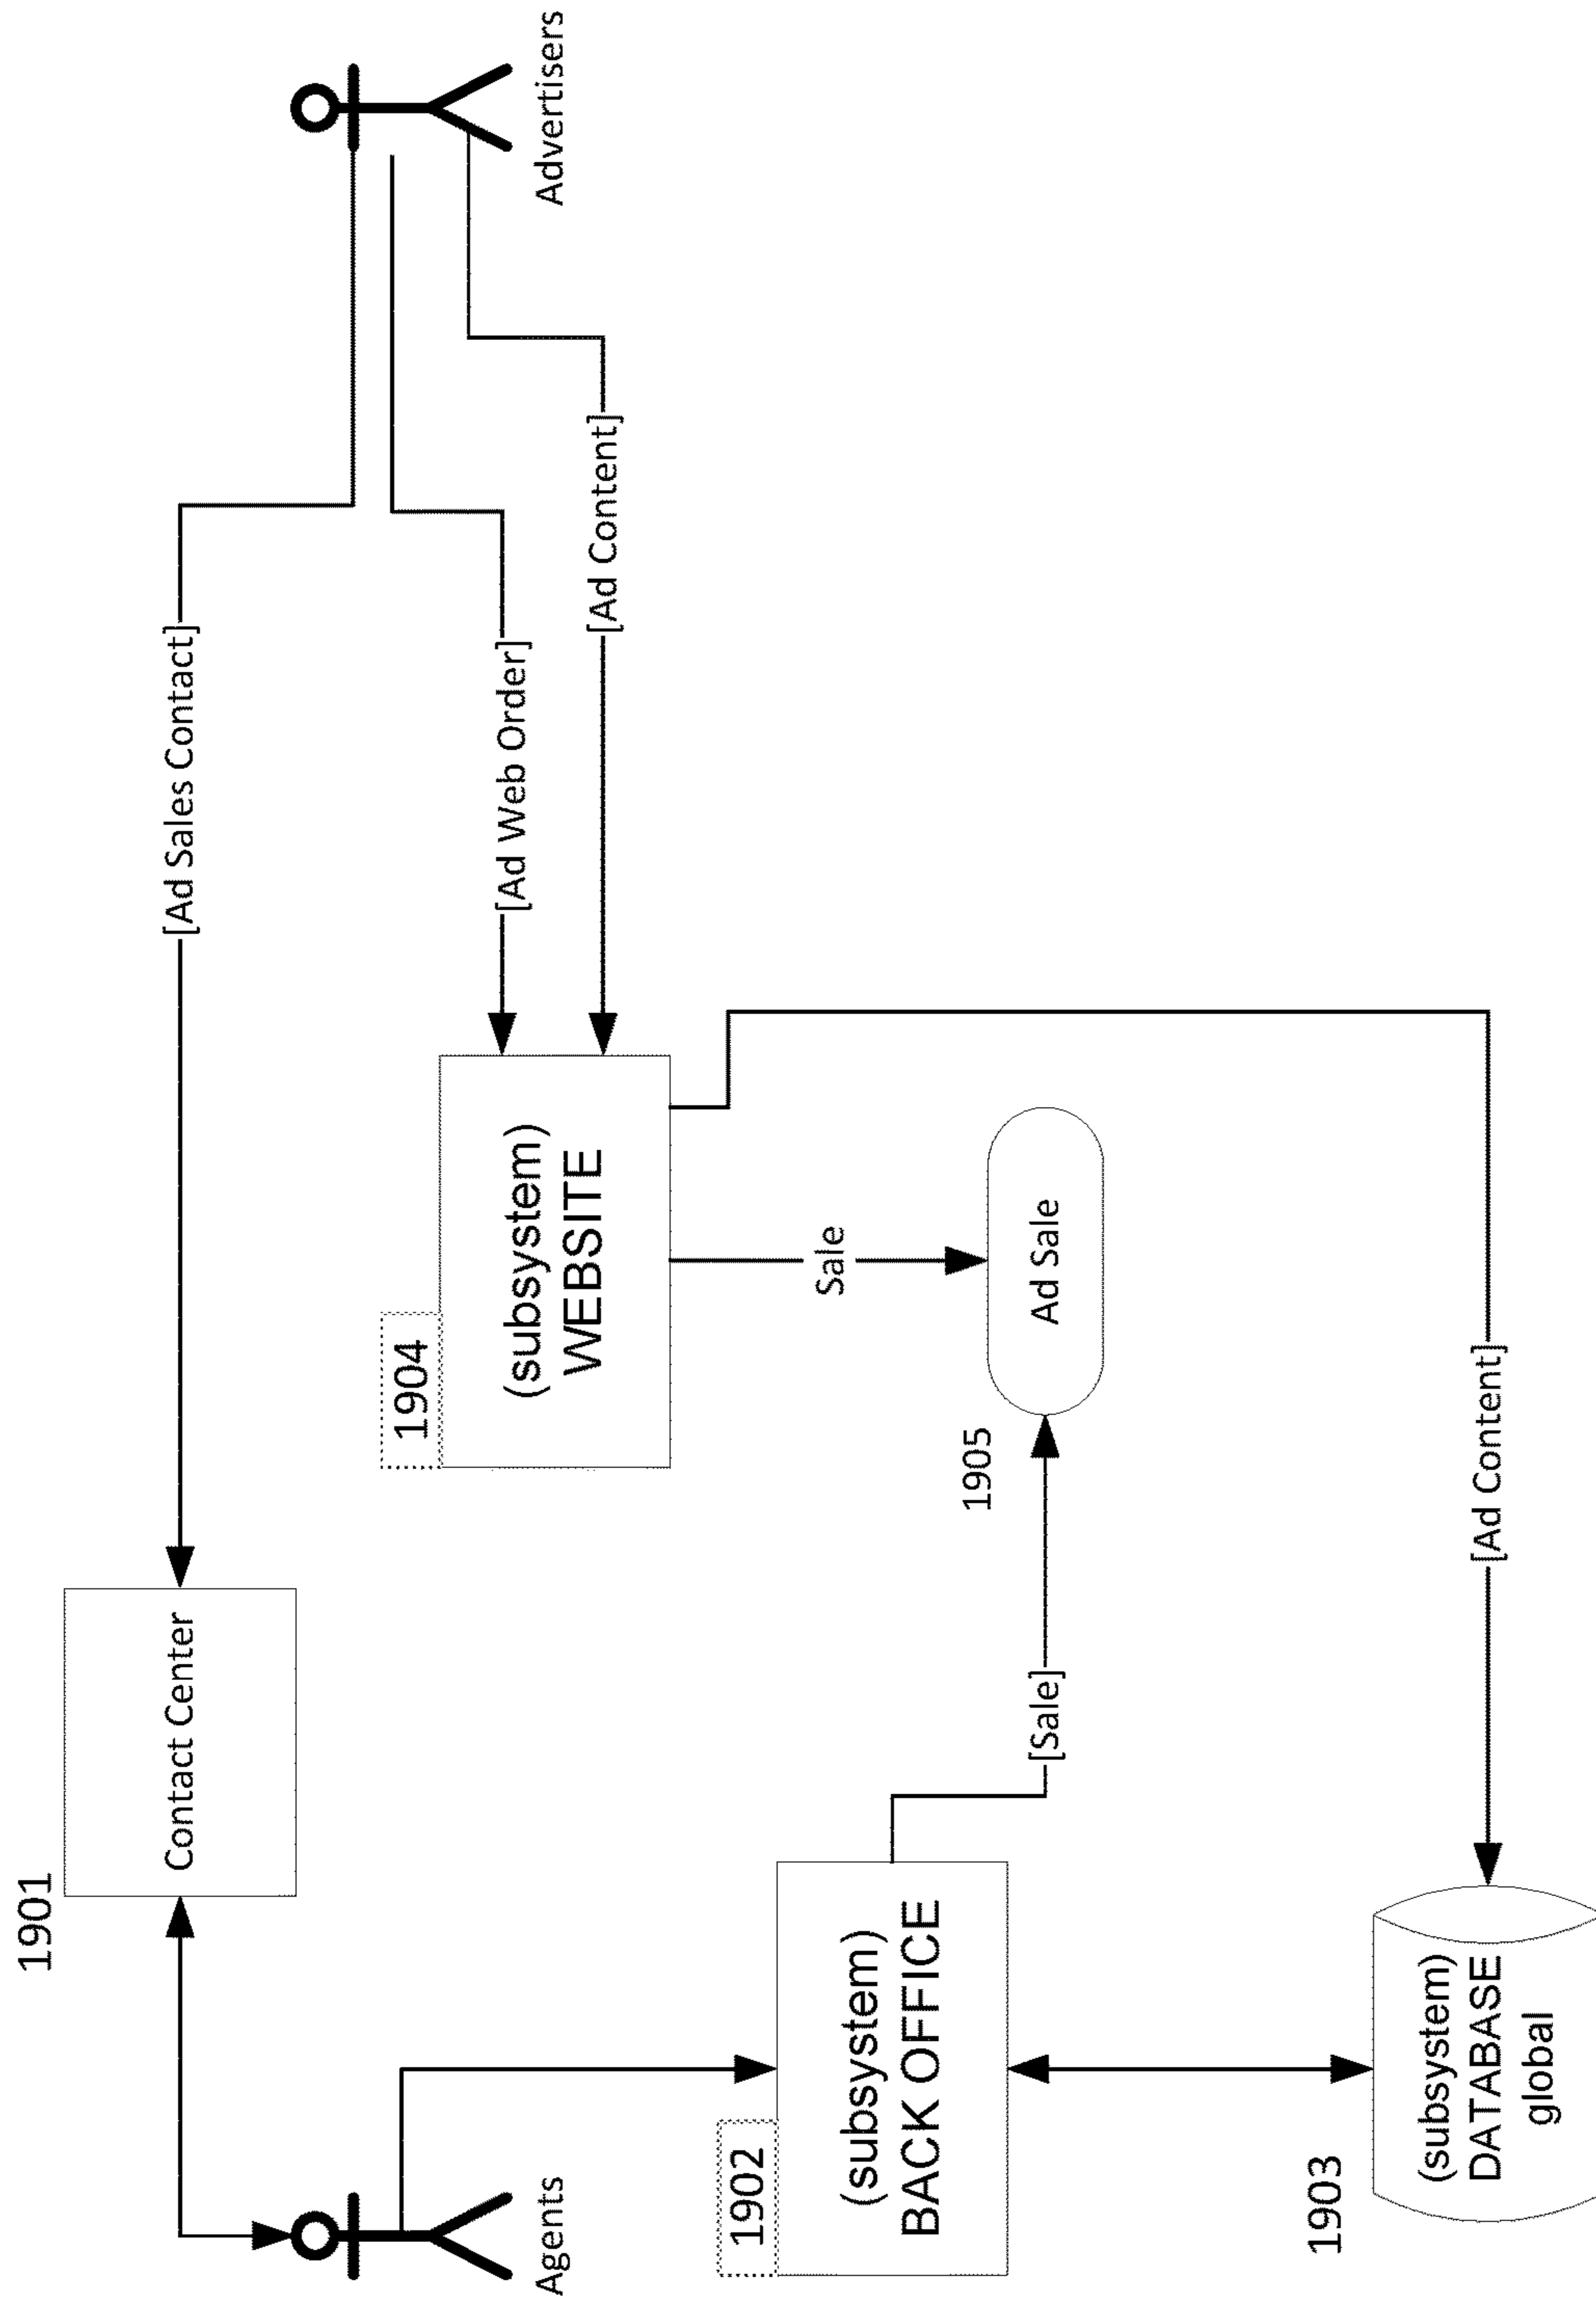 1901
Contact Center
[Ad Sales Contact]
1904
(subsystem)
WEBSITE
[Ad Web Order]
Agents
Advertisers
[Ad Content]
1902
(subsystem)
BACK OFFICE
Sale
1905
[Sale]
Ad Sale
1903
(subsystem)
DATABASE
global
[Ad Content]